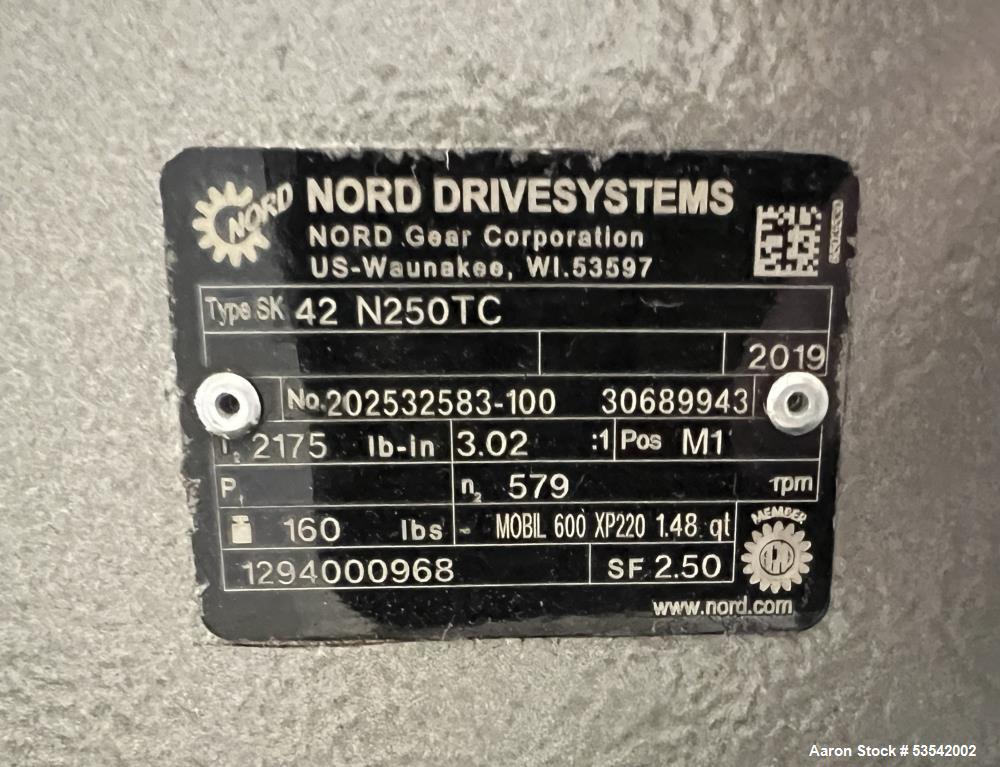 NORD
NORD DRIVESYSTEMS
NORD Gear Corporation
US-Waunakee, WI.53597
Type SK 42 N250TC
2019
No. 202532583-100 30689943
T₂ 2175 lb-in 3.02 :1 Pos M1
P₁ n₂ 579 rpm
160 lbs - MOBIL 600 XP220 1.48 qt
MEMBER
1294000968 SF 2.50
www.nord.com
Aaron Stock # 53542002